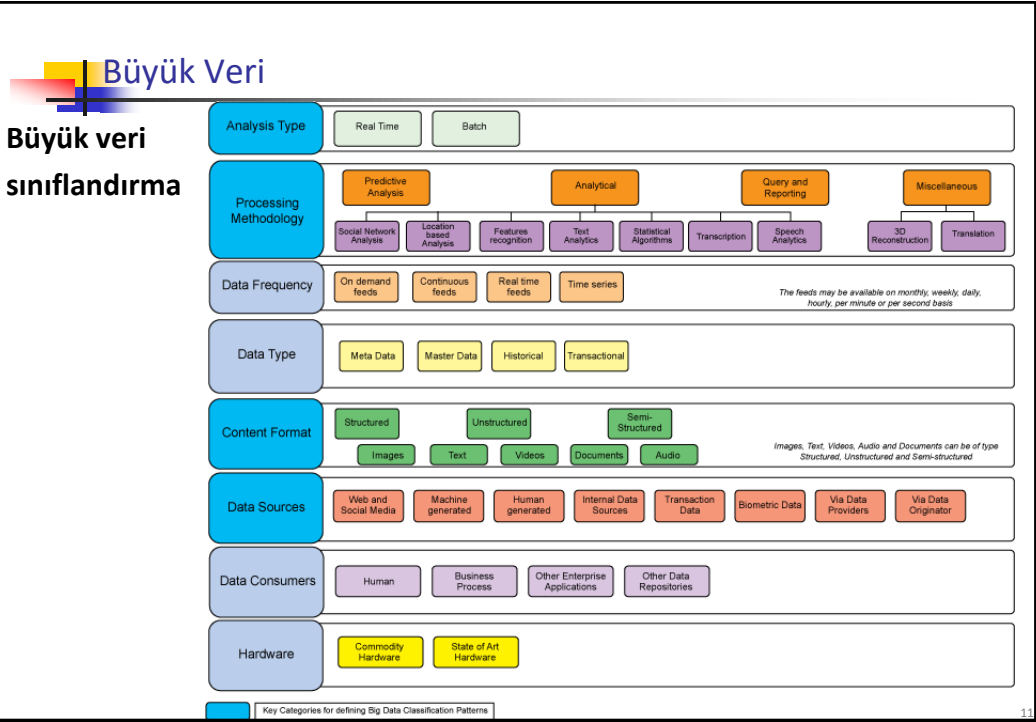 Büyük Veri
Büyük veri
sınıflandırma
Analysis Type
Real Time
Batch
Processing
Methodology
Predictive
Analysis
Analytical
Query and
Reporting
Miscellaneous
Social Network
Analysis
Location
based
Analysis
Features
recognition
Text
Analytics
Statistical
Algorithms
Transcription
Speech
Analytics
3D
Reconstruction
Translation
Data Frequency
On demand
feeds
Continuous
feeds
Real time
feeds
Time series
The feeds may be available on monthly, weekly, daily,
hourly, per minute or per second basis
Data Type
Meta Data
Master Data
Historical
Transactional
Content Format
Structured
Unstructured
Semi-
Structured
Images
Text
Videos
Documents
Audio
Images, Text, Videos, Audio and Documents can be of type
Structured, Unstructured and Semi-structured
Data Sources
Web and
Social Media
Machine
generated
Human
generated
Internal Data
Sources
Transaction
Data
Biometric Data
Via Data
Providers
Via Data
Originator
Data Consumers
Human
Business
Process
Other Enterprise
Applications
Other Data
Repositories
Hardware
Commodity
Hardware
State of Art
Hardware
Key Categories for defining Big Data Classification Patterns
11